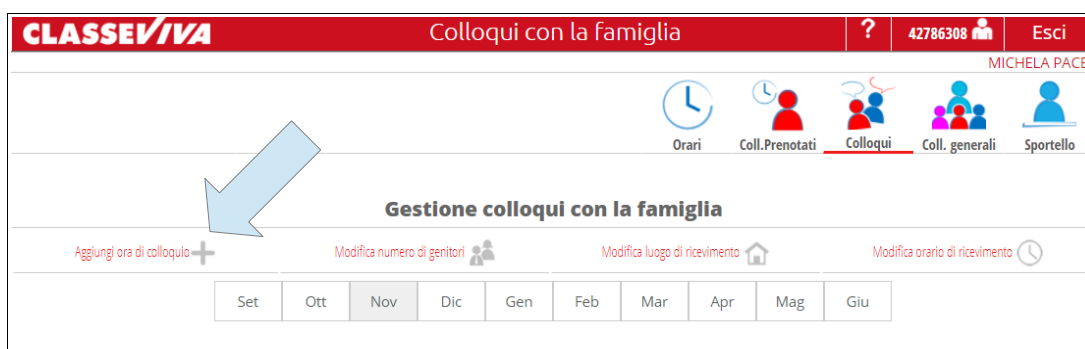 CLASSEVIVA Colloqui con la famiglia ? 42786308 Esci
MICHELA PACE
Orari Coll.Prenotati Colloqui Coll. generali Sportello
Gestione colloqui con la famiglia
Aggiungi ora di colloquio Modifica numero di genitori Modifica luogo di ricevimento Modifica orario di ricevimento
Set Ott Nov Dic Gen Feb Mar Apr Mag Giu